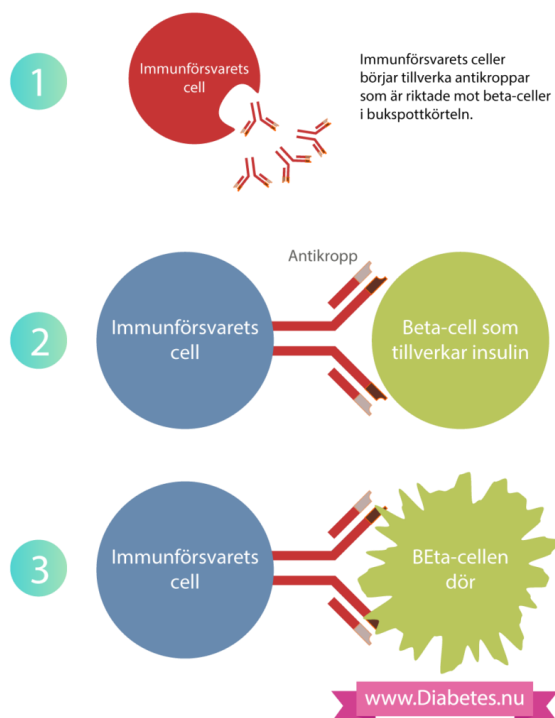 1
Immunförsvarets
cell
Immunförsvarets celler
börjar tillverka antikroppar
som är riktade mot beta-celler
i bukspottkörteln.
2
Antikropp
Immunförsvarets
cell
Beta-cell som
tillverkar insulin
3
Immunförsvarets
cell
BEta-cellen
dör
www.Diabetes.nu